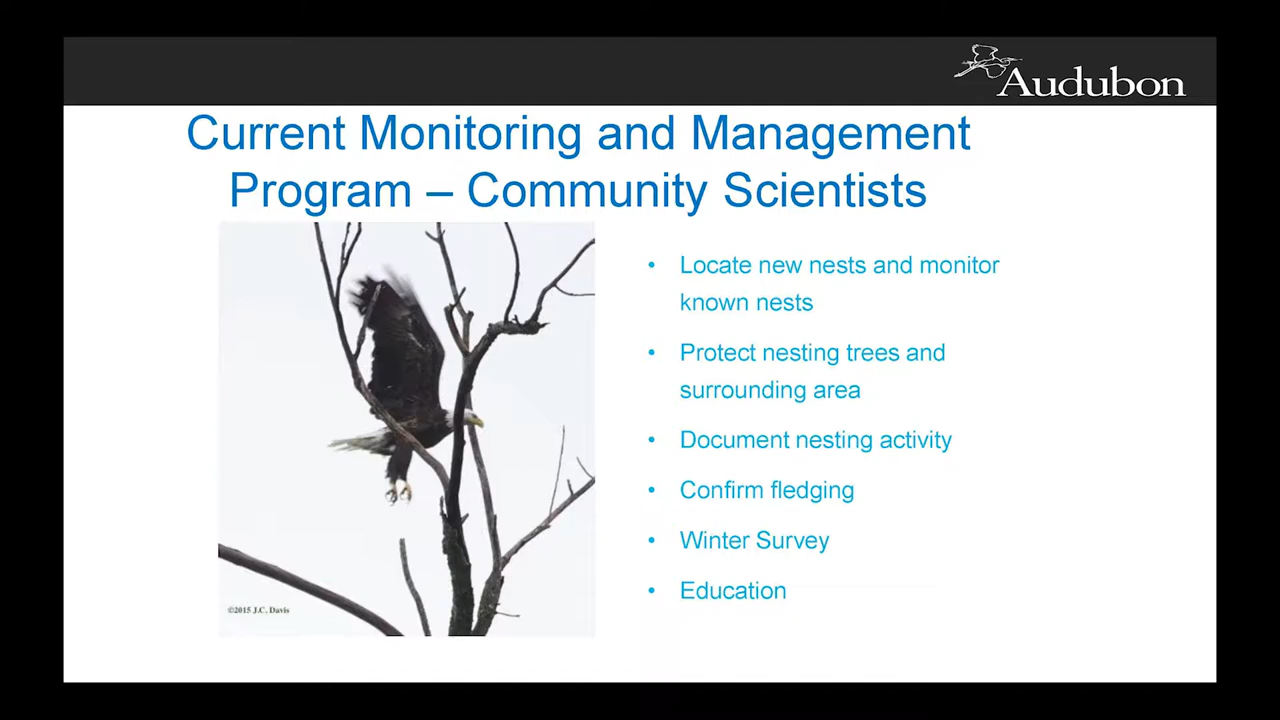 Audubon
Current Monitoring and Management
Program – Community Scientists
• Locate new nests and monitor
known nests
• Protect nesting trees and
surrounding area
• Document nesting activity
• Confirm fledging
• Winter Survey
• Education
©2015 J.C. Davis